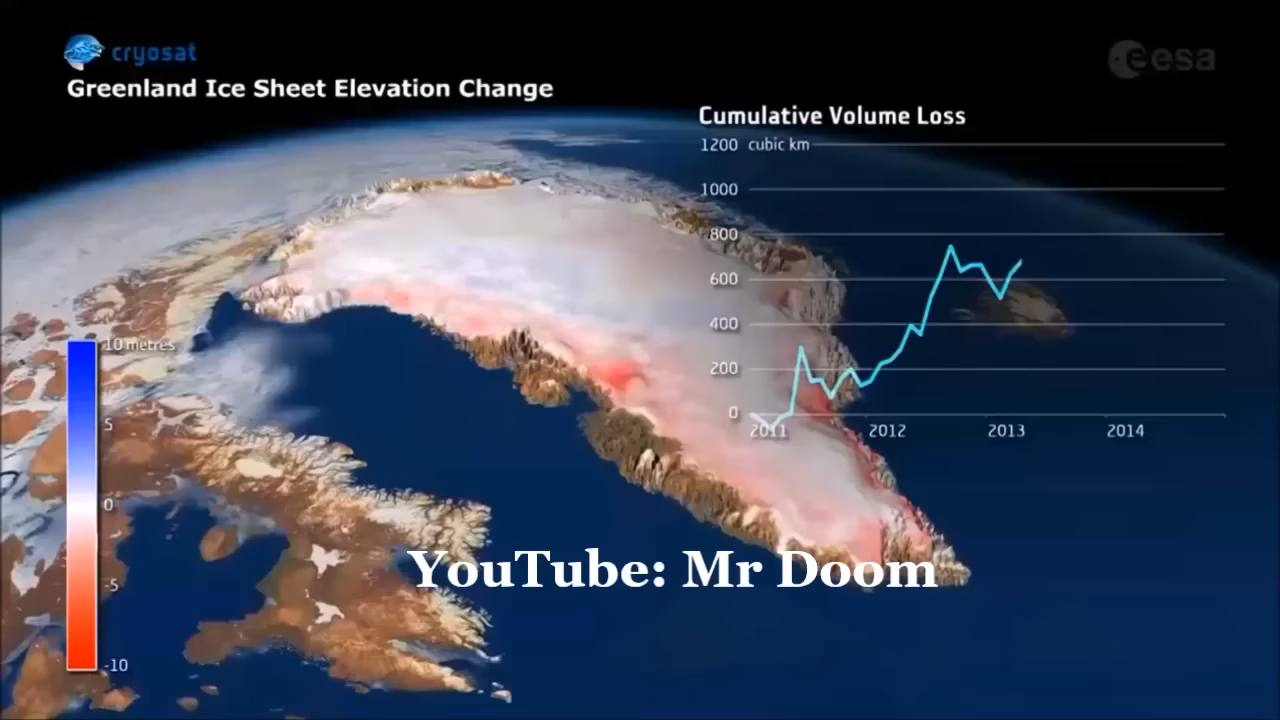 cryosat
esa
Greenland Ice Sheet Elevation Change
Cumulative Volume Loss
1200 cubic km
1000
800
600
400
200
0
2011 2012 2013 2014
10 metres
5
0
-5
-10
YouTube: Mr Doom